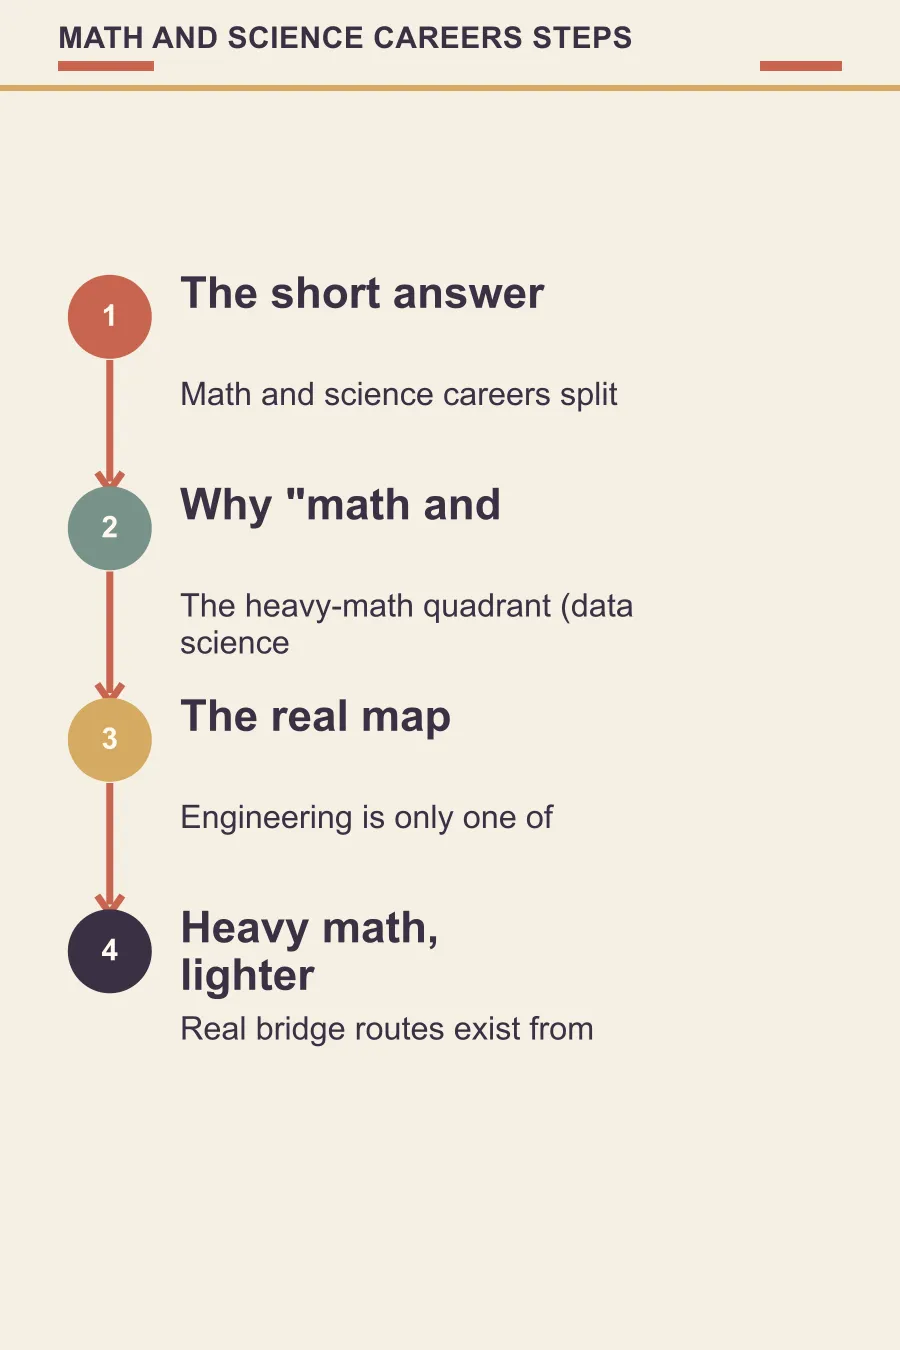 MATH AND SCIENCE CAREERS STEPS
1
The short answer
Math and science careers split
2
Why "math and
The heavy-math quadrant (data
science
3
The real map
Engineering is only one of
4
Heavy math,
lighter
Real bridge routes exist from